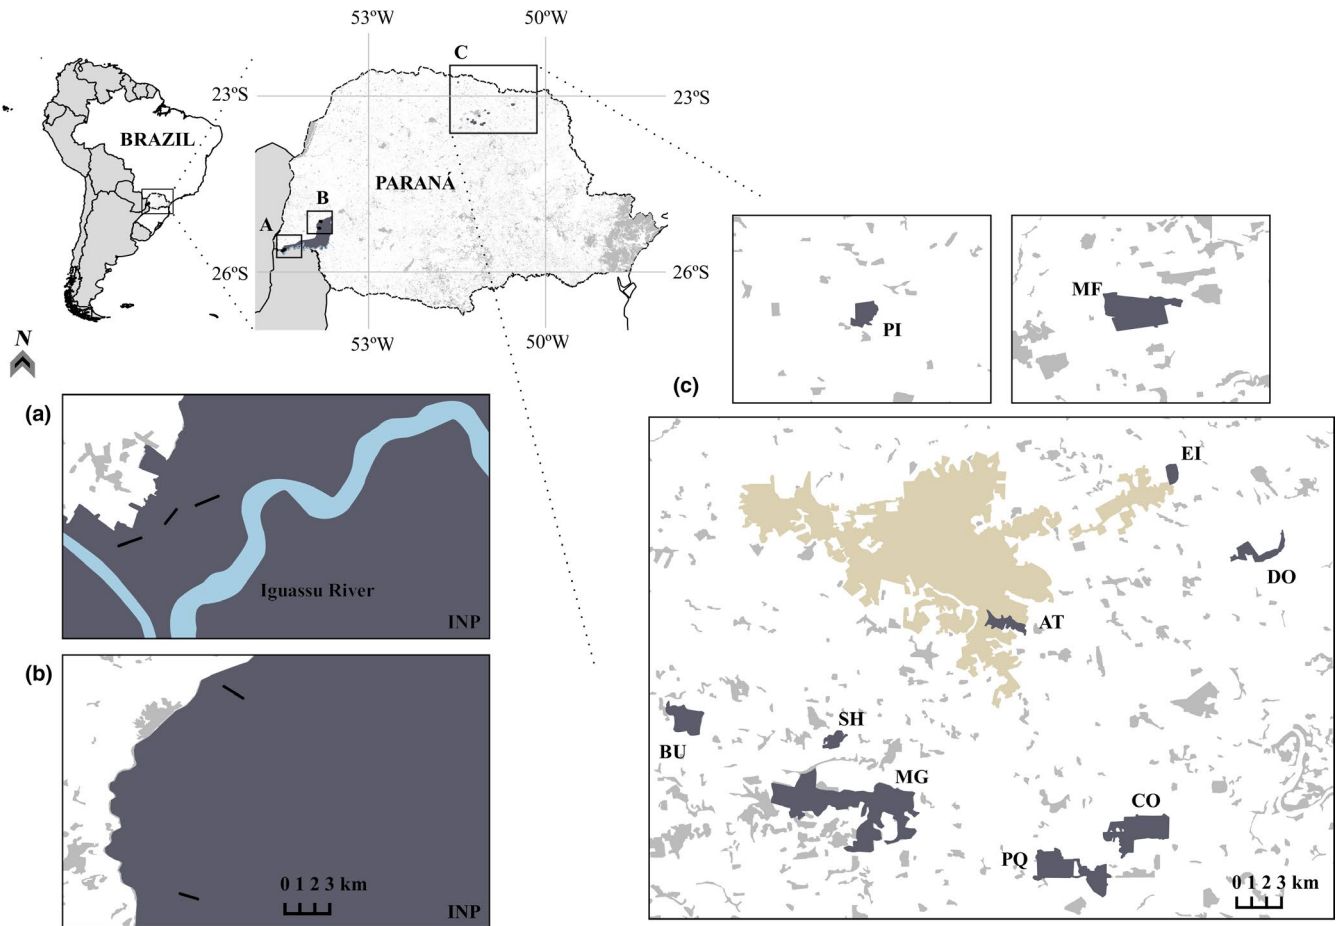 53ºW
50ºW
C
23ºS
23ºS
BRAZIL
PARANÁ
B
A
26ºS
26ºS
53ºW
50ºW
N
MF
PI
(c)
(a)
Iguassu River
INP
EI
DO
AT
(b)
SH
BU
MG
CO
PQ
0 1 2 3 km
INP
0 1 2 3 km